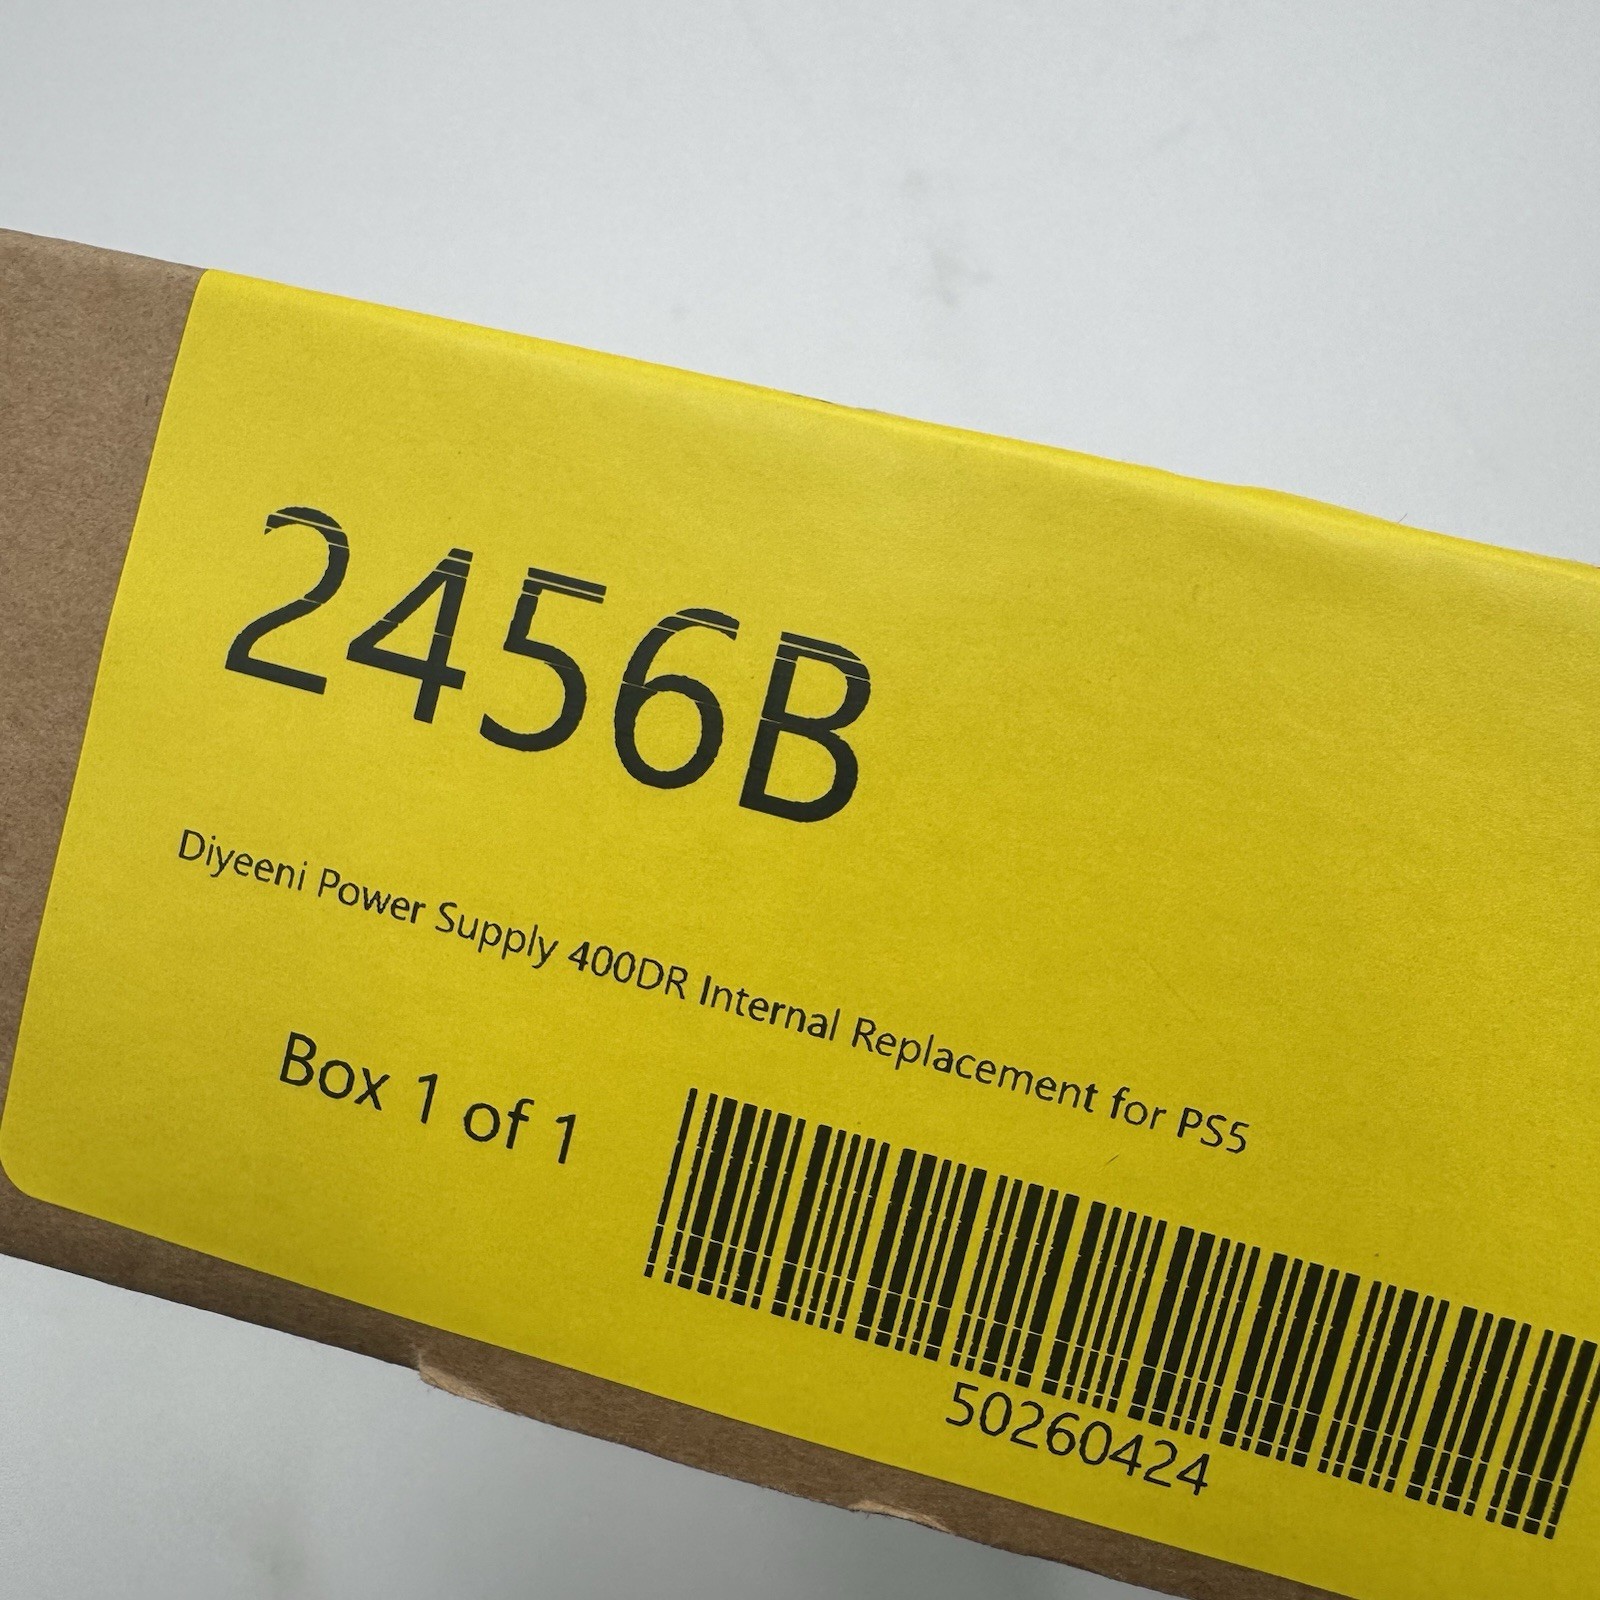 2456B
Diyeeni Power Supply 400DR Internal Replacement for PS5
Box 1 of 1
50260424